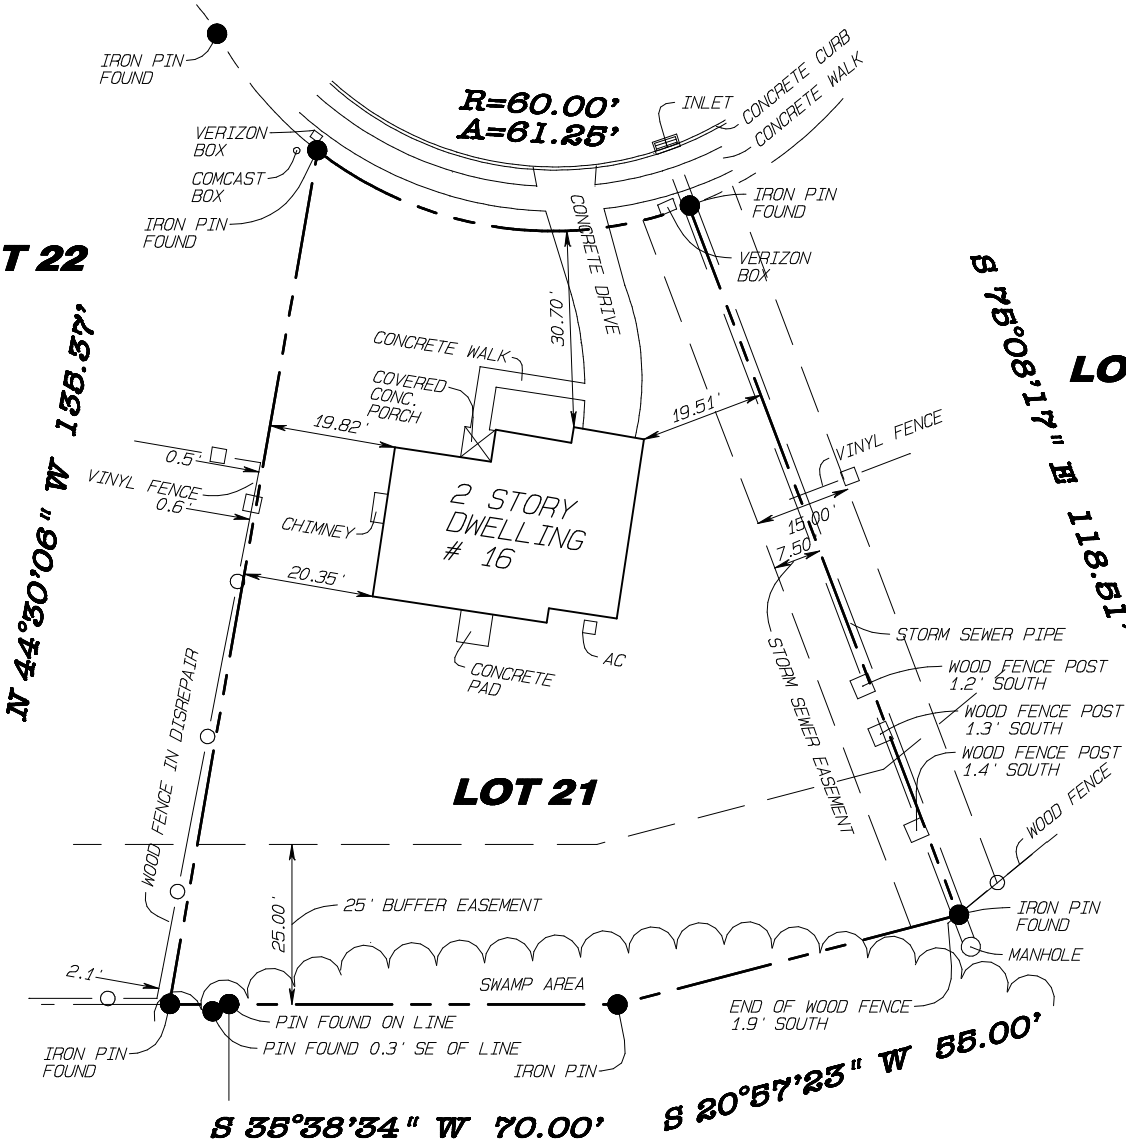 IRON PIN
FOUND
R=60.00'
A=61.25'
INLET
CONCRETE CURB
CONCRETE WALK
VERIZON
BOX
COMCAST
BOX
IRON PIN
FOUND
IRON PIN
FOUND
VERIZON
BOX
T 22
CONCRETE DRIVE
30.70'
S 75°08'17" E 118.51'
LO
N 44°30'06" W 135.37'
CONCRETE WALK
COVERED
CONC.
PORCH
19.82'
19.51'
0.5'
VINYL FENCE
0.6'
VINYL FENCE
15.00'
7.50'
CHIMNEY
2 STORY
DWELLING
# 16
20.35'
STORM SEWER PIPE
AC
CONCRETE
PAD
STORM SEWER EASEMENT
WOOD FENCE POST
1.2' SOUTH
WOOD FENCE POST
1.3' SOUTH
WOOD FENCE POST
1.4' SOUTH
WOOD FENCE IN DISREPAIR
LOT 21
WOOD FENCE
25.00'
25' BUFFER EASEMENT
IRON PIN
FOUND
MANHOLE
2.1'
SWAMP AREA
END OF WOOD FENCE
1.9' SOUTH
PIN FOUND ON LINE
PIN FOUND 0.3' SE OF LINE
IRON PIN
FOUND
IRON PIN
S 35°38'34" W 70.00'
S 20°57'23" W 55.00'